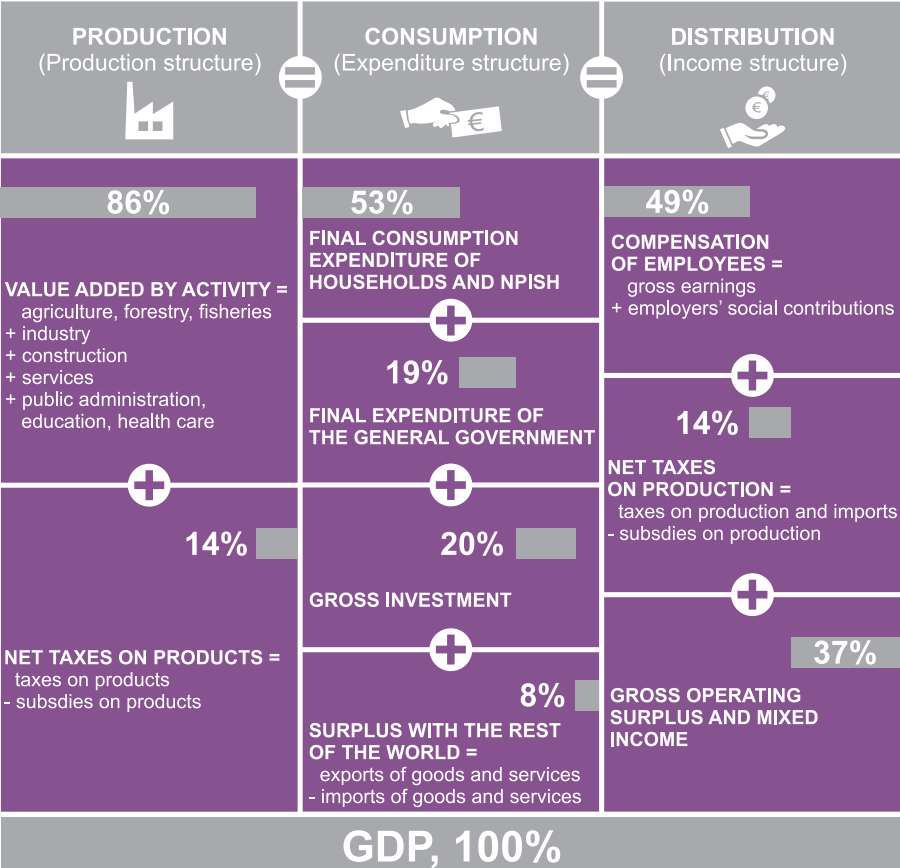 PRODUCTION
(Production structure)
=
CONSUMPTION
(Expenditure structure)
€
=
DISTRIBUTION
(Income structure)
€
€
86%
VALUE ADDED BY ACTIVITY =
agriculture, forestry, fisheries
+ industry
+ construction
+ services
+ public administration,
education, health care
+
14%
NET TAXES ON PRODUCTS =
taxes on products
- subsdies on products
53%
FINAL CONSUMPTION
EXPENDITURE OF
HOUSEHOLDS AND NPISH
+
19%
FINAL EXPENDITURE OF
THE GENERAL GOVERNMENT
+
20%
GROSS INVESTMENT
+
8%
SURPLUS WITH THE REST
OF THE WORLD =
exports of goods and services
- imports of goods and services
49%
COMPENSATION
OF EMPLOYEES =
gross earnings
+ employers' social contributions
+
14%
NET TAXES
ON PRODUCTION =
taxes on production and imports
- subsdies on production
+
37%
GROSS OPERATING
SURPLUS AND MIXED
INCOME
GDP, 100%